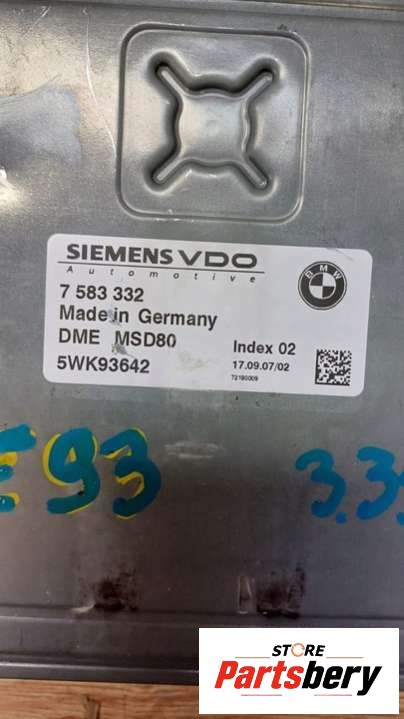 SIEMENS VDO
Automotive
BMW
7 583 332
Made in Germany
DME MSD80
Index 02
5WK93642
17.09.07/02
73190009
E93
3.3
STORE
Partsbery